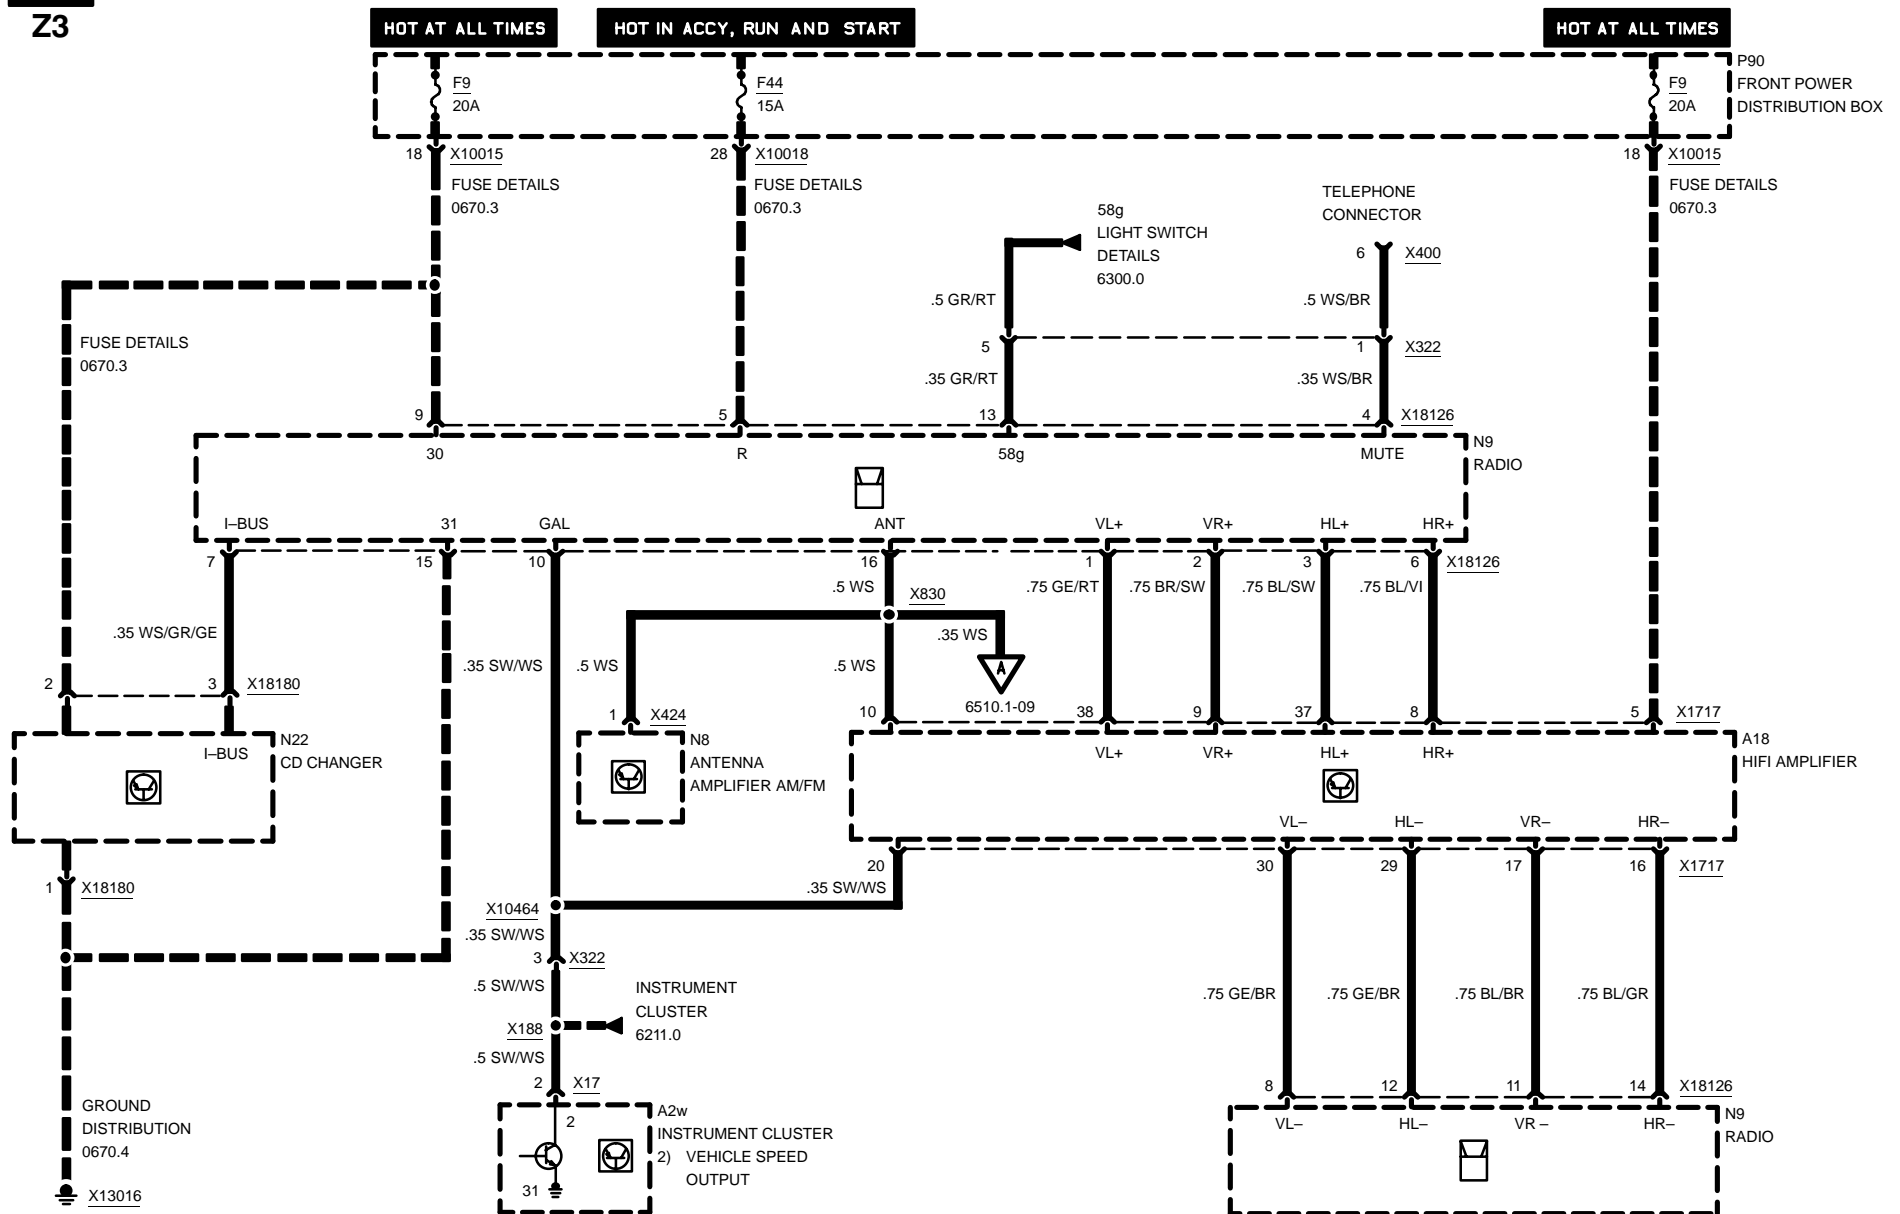 Z3
HOT AT ALL TIMES
HOT IN ACCY, RUN AND START
HOT AT ALL TIMES
P90
FRONT POWER
DISTRIBUTION BOX
F9
20A
F44
15A
F9
20A
18 X10015
28 X10018
18 X10015
FUSE DETAILS
0670.3
FUSE DETAILS
0670.3
FUSE DETAILS
0670.3
TELEPHONE
CONNECTOR
58g
LIGHT SWITCH
DETAILS
6300.0
6 X400
.5 GR/RT
.5 WS/BR
FUSE DETAILS
0670.3
5
1 X322
.35 GR/RT
.35 WS/BR
9
5
13
4 X18126
N9
RADIO
30
R
58g
MUTE
I–BUS
31
GAL
ANT
VL+
VR+
HL+
HR+
7
15
10
16
1
2
3
6 X18126
.5 WS
.75 GE/RT
.75 BR/SW
.75 BL/SW
.75 BL/VI
X830
.35 WS/GR/GE
.35 WS
.35 SW/WS
.5 WS
.5 WS
A
6510.1-09
2
3 X18180
1 X424
10
38
9
37
8
5 X1717
N22
CD CHANGER
I–BUS
N8
ANTENNA
AMPLIFIER AM/FM
A18
HIFI AMPLIFIER
VL+
VR+
HL+
HR+
VL–
HL–
VR–
HR–
20
30
29
17
16 X1717
1 X18180
.35 SW/WS
X10464
.35 SW/WS
3 X322
.5 SW/WS
INSTRUMENT
CLUSTER
6211.0
X188
.5 SW/WS
.75 GE/BR
.75 GE/BR
.75 BL/BR
.75 BL/GR
2 X17
8
12
11
14 X18126
GROUND
DISTRIBUTION
0670.4
A2w
INSTRUMENT CLUSTER
2) VEHICLE SPEED
OUTPUT
2
31
N9
RADIO
VL–
HL–
VR –
HR–
X13016